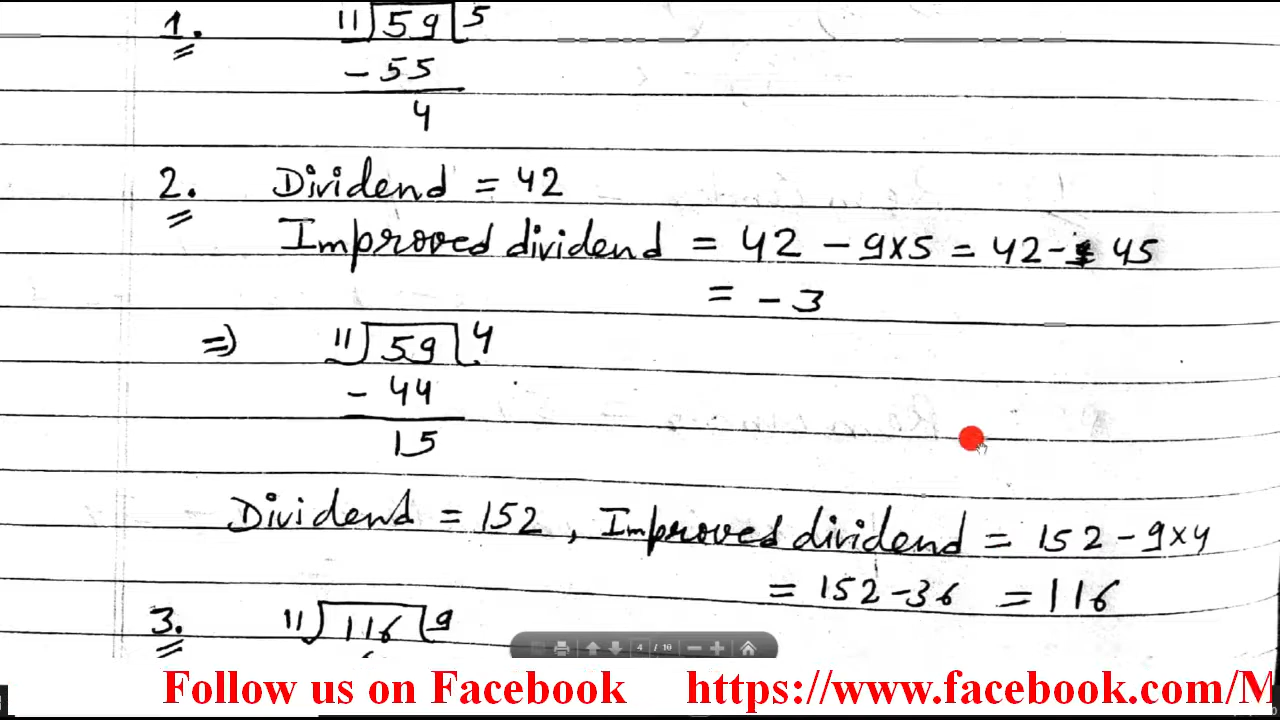 1. 11 59 5
-55
4
2. Dividend = 42
Improved dividend = 42 - 9x5 = 42 - 45
= -3
=> 11 59 4
- 44
15
Dividend = 152, Improved dividend = 152 - 9x4
= 152 - 36 = 116
3. 11 116 9
4 / 10
Follow us on Facebook https://www.facebook.com/M